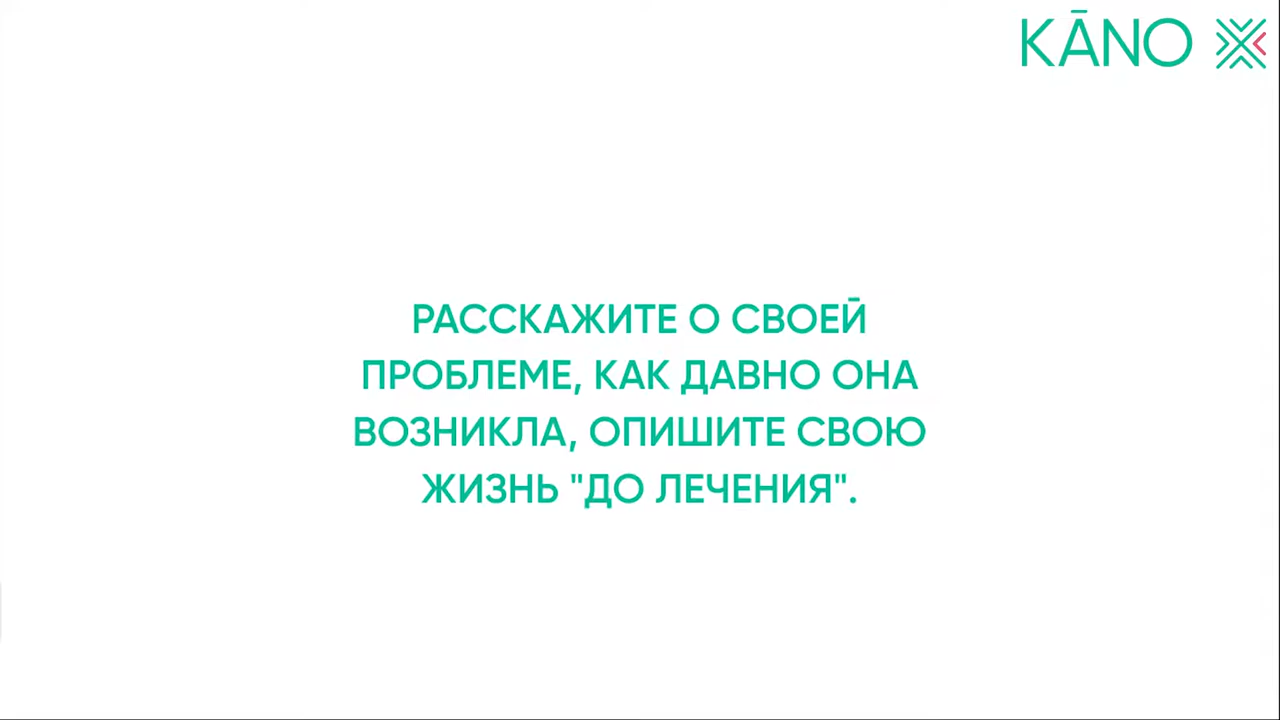 KĀNO
РАССКАЖИТЕ О СВОЕЙ
ПРОБЛЕМЕ, КАК ДАВНО ОНА
ВОЗНИКЛА, ОПИШИТЕ СВОЮ
ЖИЗНЬ "ДО ЛЕЧЕНИЯ".